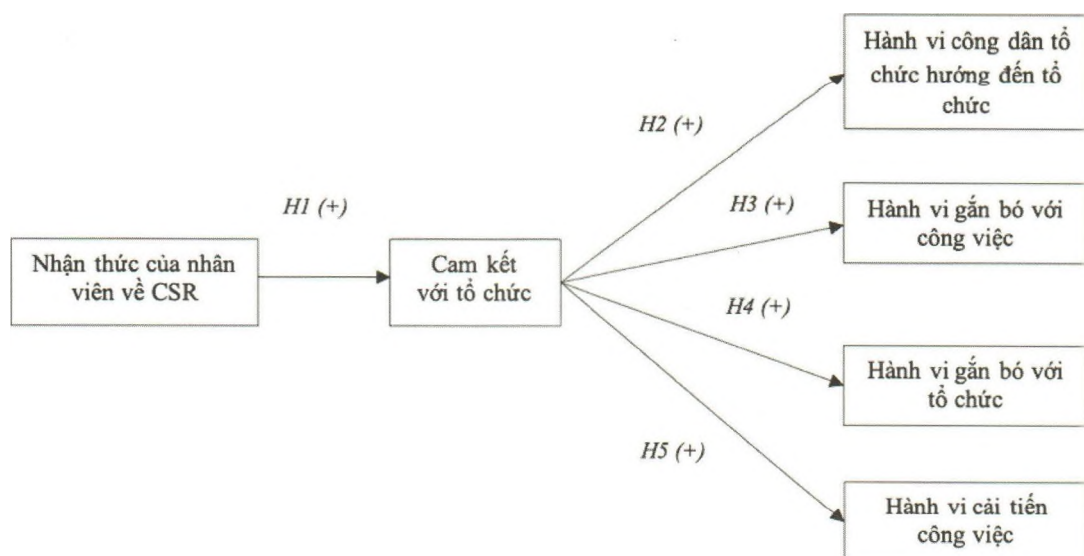 Hành vi công dân tổ
chức hướng đến tổ
chức
H2 (+)
H3 (+)
Hành vi gắn bó với
công việc
H1 (+)
Nhận thức của nhân
viên về CSR
Cam kết
với tổ chức
H4 (+)
Hành vi gắn bó với
tổ chức
H5 (+)
Hành vi cải tiến
công việc